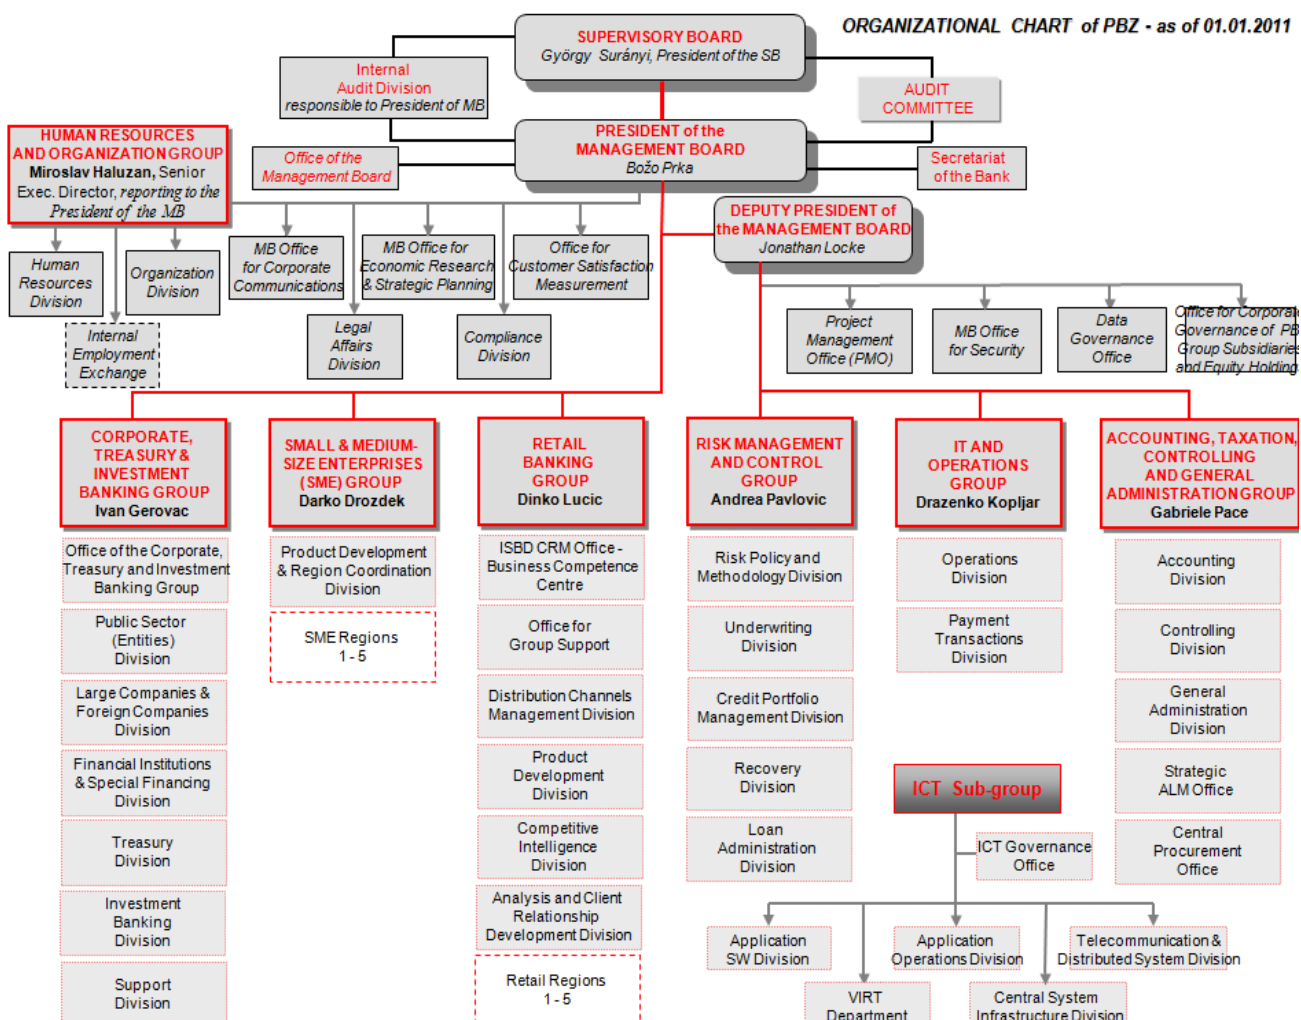 ORGANIZATIONAL CHART of PBZ - as of 01.01.2011
SUPERVISORY BOARD
György Surányi, President of the SB
Internal
Audit Division
responsible to President of MB
AUDIT
COMMITTEE
HUMAN RESOURCES
AND ORGANIZATION GROUP
Miroslav Haluzan, Senior
Exec. Director, reporting to the
President of the MB
PRESIDENT of the
MANAGEMENT BOARD
Božo Prka
Office of the
Management Board
Secretariat
of the Bank
DEPUTY PRESIDENT of
the MANAGEMENT BOARD
Jonathan Locke
Human
Resources
Division
Organization
Division
Internal
Employment
Exchange
MB Office
for Corporate
Communications
MB Office for
Economic Research
& Strategic Planning
Office for
Customer Satisfaction
Measurement
Legal
Affairs
Division
Compliance
Division
Project
Management
Office (PMO)
MB Office
for Security
Data
Governance
Office
Office for Corporate
Governance of PB
Group Subsidiaries
and Equity Holding
CORPORATE,
TREASURY &
INVESTMENT
BANKING GROUP
Ivan Gerovac
SMALL & MEDIUM-
SIZE ENTERPRISES
(SME) GROUP
Darko Drozdek
RETAIL
BANKING
GROUP
Dinko Lucic
RISK MANAGEMENT
AND CONTROL
GROUP
Andrea Pavlovic
IT AND
OPERATIONS
GROUP
Drazenko Kopljar
ACCOUNTING, TAXATION,
CONTROLLING
AND GENERAL
ADMINISTRATION GROUP
Gabriele Pace
Office of the Corporate,
Treasury and Investment
Banking Group
Public Sector
(Entities)
Division
Large Companies &
Foreign Companies
Division
Financial Institutions
& Special Financing
Division
Treasury
Division
Investment
Banking
Division
Support
Division
Product Development
& Region Coordination
Division
SME Regions
1 - 5
ISBD CRM Office -
Business Competence
Centre
Office for
Group Support
Distribution Channels
Management Division
Product
Development
Division
Competitive
Intelligence
Division
Analysis and Client
Relationship
Development Division
Retail Regions
1 - 5
Risk Policy and
Methodology Division
Underwriting
Division
Credit Portfolio
Management Division
Recovery
Division
Loan
Administration
Division
Operations
Division
Payment
Transactions
Division
Accounting
Division
Controlling
Division
General
Administration
Division
Strategic
ALM Office
Central
Procurement
Office
ICT Sub-group
ICT Governance
Office
Application
SW Division
Application
Operations Division
Telecommunication &
Distributed System Division
VIRT
Department
Central System
Infrastructure Division